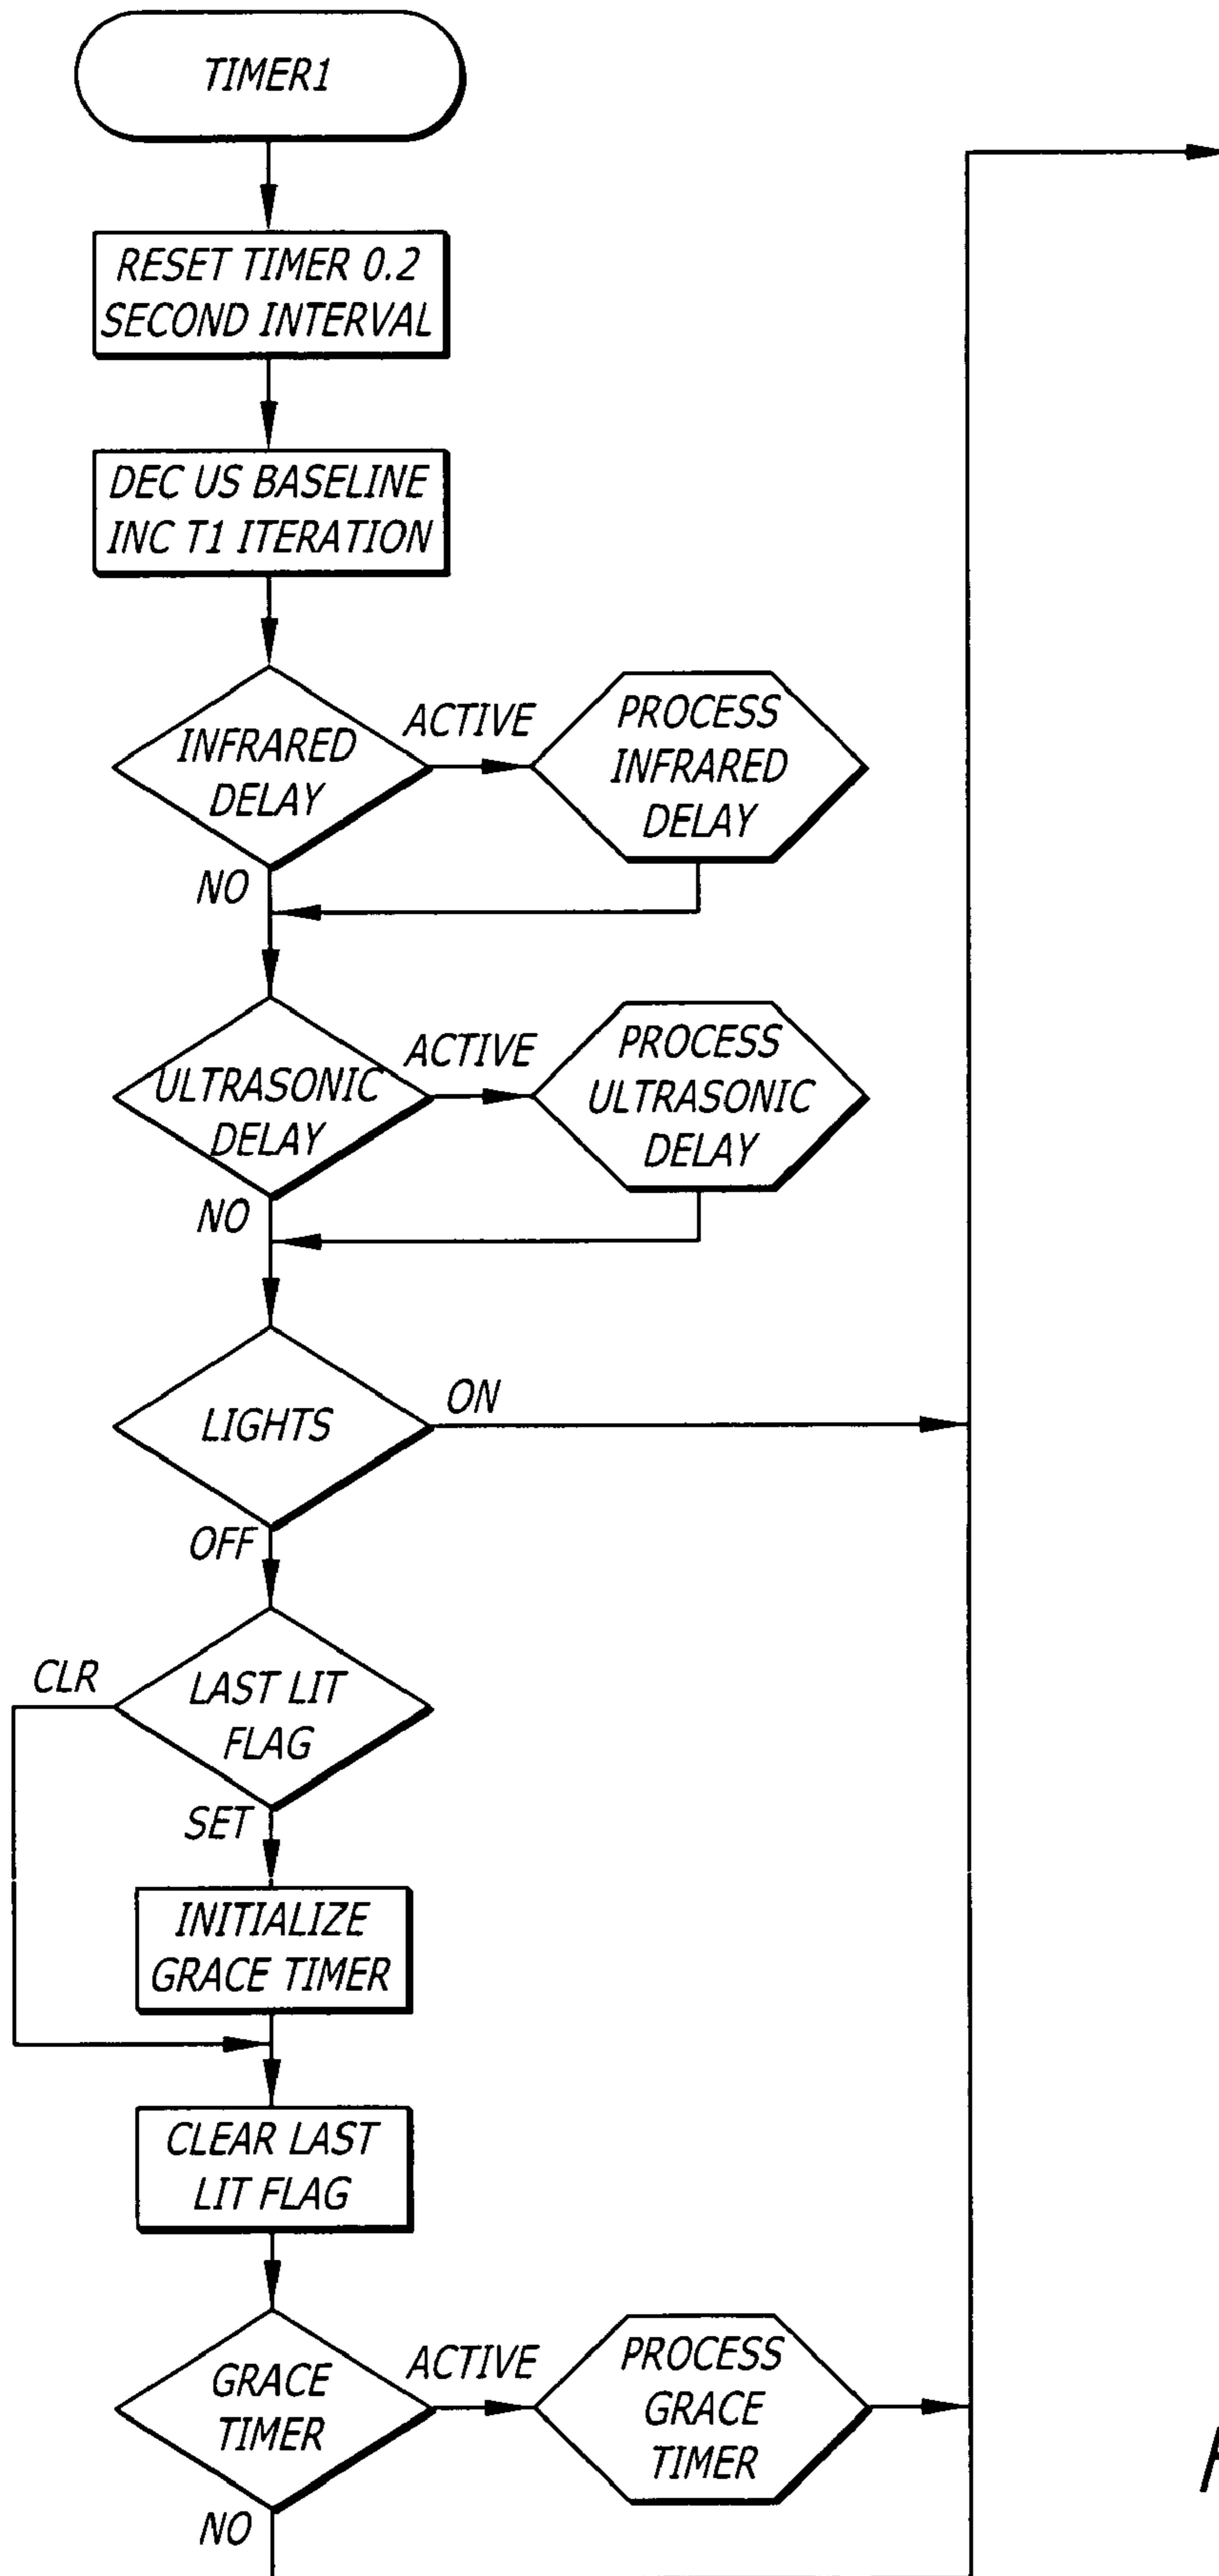 TIMER1
RESET TIMER 0.2
SECOND INTERVAL
DEC US BASELINE
INC T1 ITERATION
INFRARED
DELAY
ACTIVE
PROCESS
INFRARED
DELAY
NO
ULTRASONIC
DELAY
ACTIVE
PROCESS
ULTRASONIC
DELAY
NO
LIGHTS
ON
OFF
LAST LIT
FLAG
CLR
SET
INITIALIZE
GRACE TIMER
CLEAR LAST
LIT FLAG
GRACE
TIMER
ACTIVE
PROCESS
GRACE
TIMER
NO